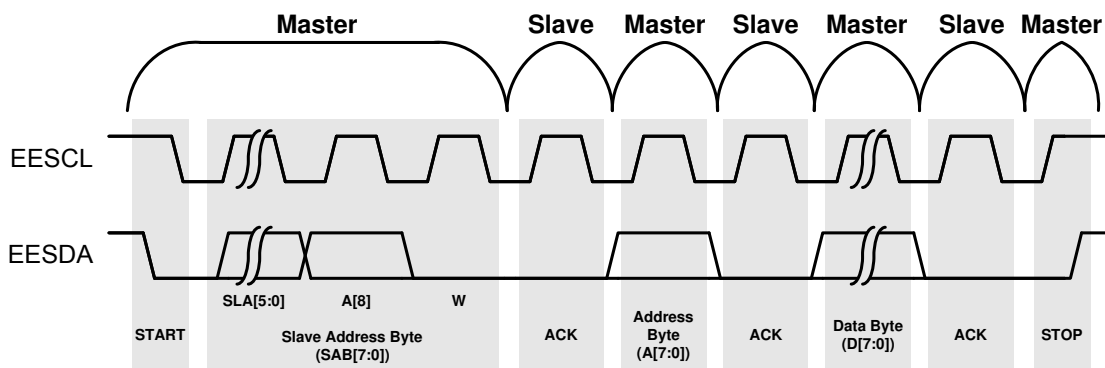 Master Slave Master Slave Master Slave Master
EESCL
EESDA
SLA[5:0] A[8] W
START
Slave Address Byte
(SAB[7:0])
ACK
Address
Byte
(A[7:0])
ACK
Data Byte
(D[7:0])
ACK
STOP